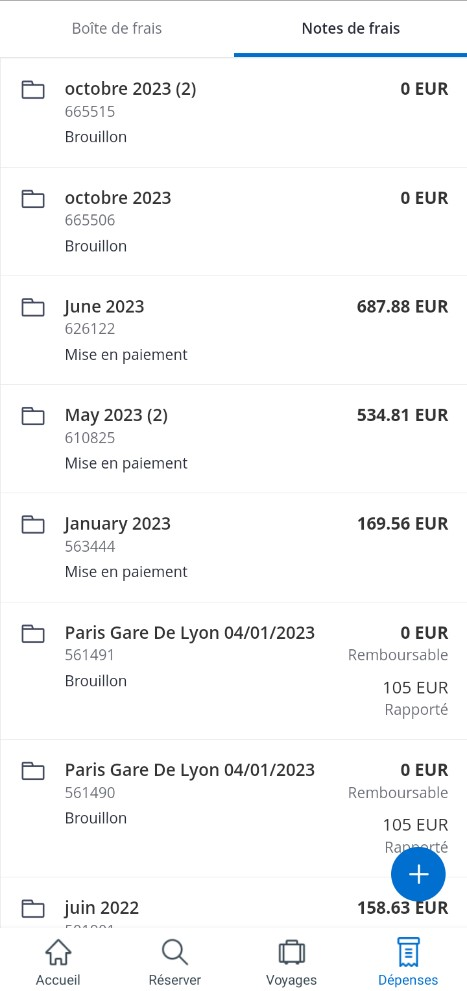 Boîte de frais
Notes de frais
octobre 2023 (2)
0 EUR
665515
Brouillon
octobre 2023
0 EUR
665506
Brouillon
June 2023
687.88 EUR
626122
Mise en paiement
May 2023 (2)
534.81 EUR
610825
Mise en paiement
January 2023
169.56 EUR
563444
Mise en paiement
Paris Gare De Lyon 04/01/2023
0 EUR
561491
Remboursable
Brouillon
105 EUR
Rapporté
Paris Gare De Lyon 04/01/2023
0 EUR
561490
Remboursable
Brouillon
105 EUR
Rapporté
juin 2022
158.63 EUR
Accueil
Réserver
Voyages
Dépenses